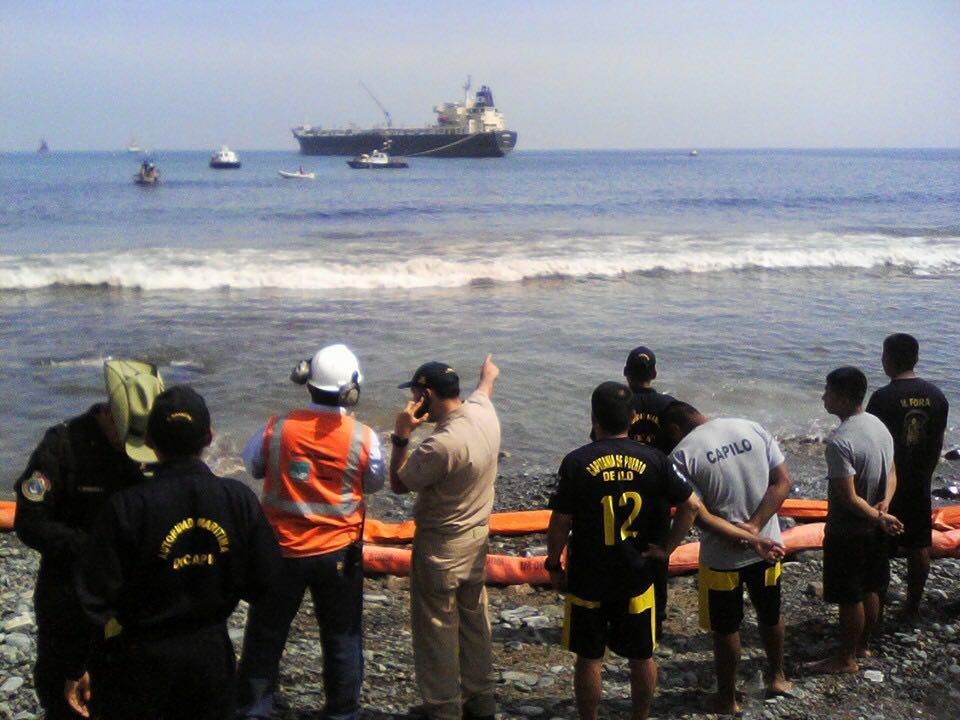 AUTORIDAD MARITIMA
DICAPI
CAPITANIA DE PUERTO
DE ILO
12
CAPILO